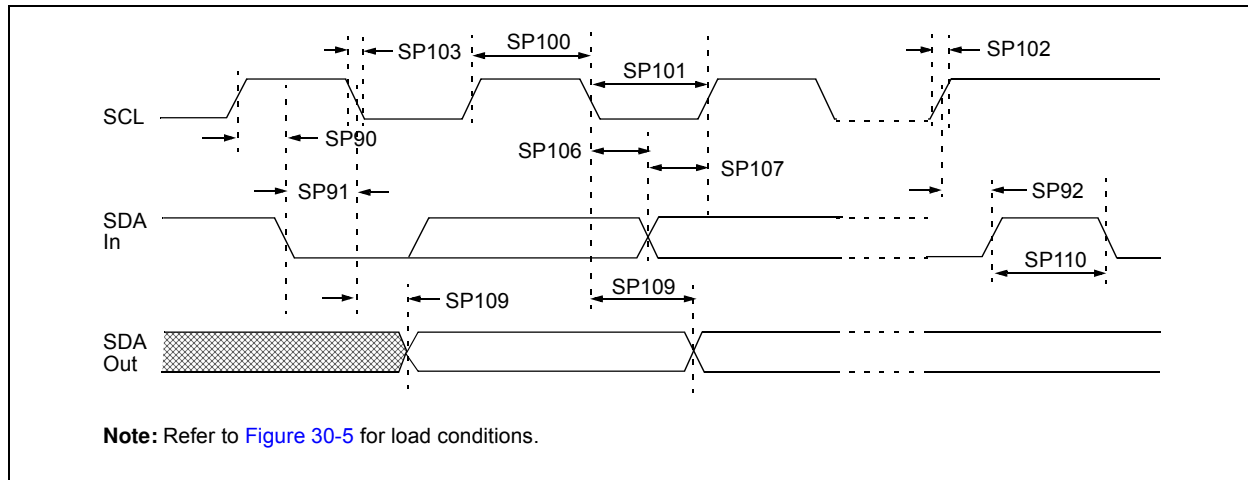 SP103
SP100
SP102
SP101
SCL
SP90
SP106
SP107
SP91
SP92
SDA
In
SP110
SP109
SP109
SDA
Out
Note: Refer to Figure 30-5 for load conditions.